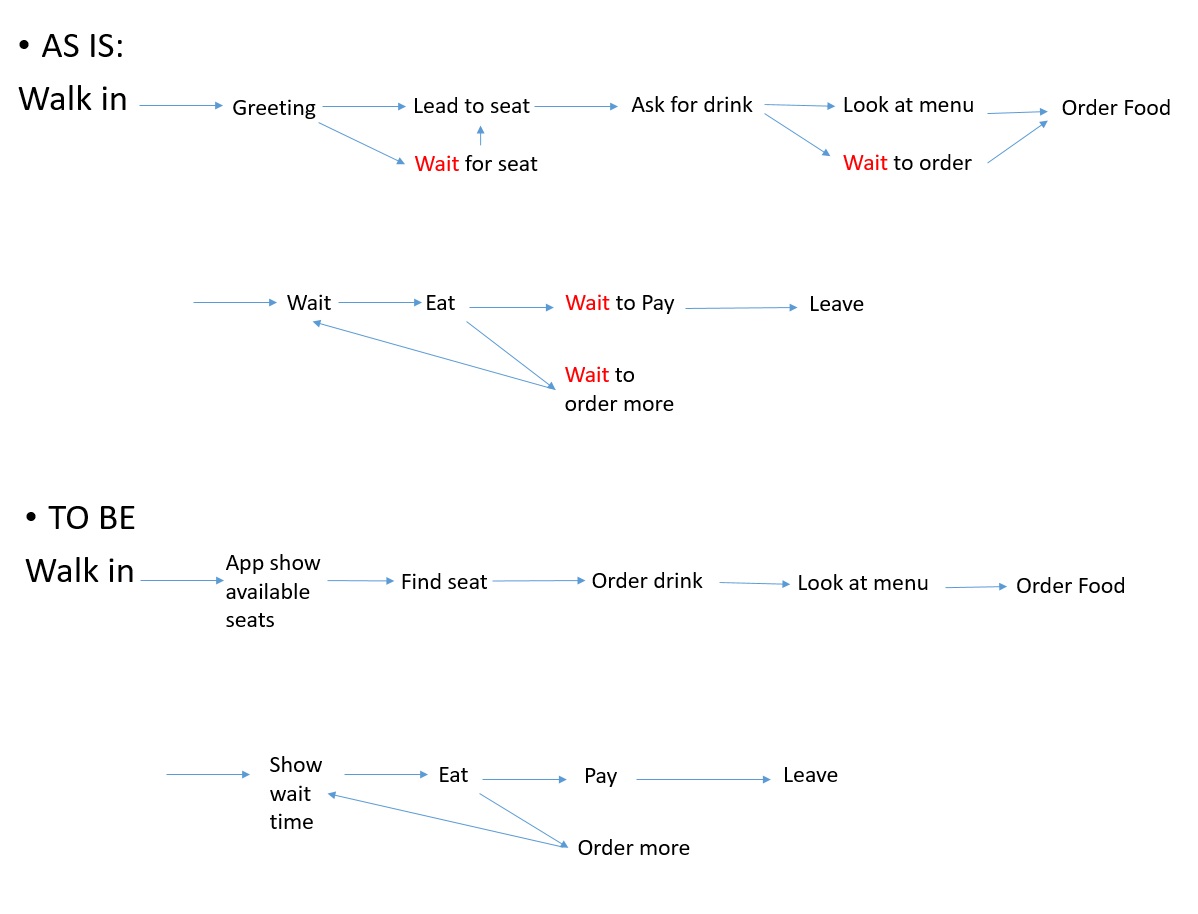 • AS IS:
Walk in
Greeting
Lead to seat
Ask for drink
Look at menu
Order Food
Wait for seat
Wait to order
Wait
Eat
Wait to Pay
Leave
Wait to
order more
• TO BE
Walk in
App show
available
seats
Find seat
Order drink
Look at menu
Order Food
Show
wait
time
Eat
Pay
Leave
Order more